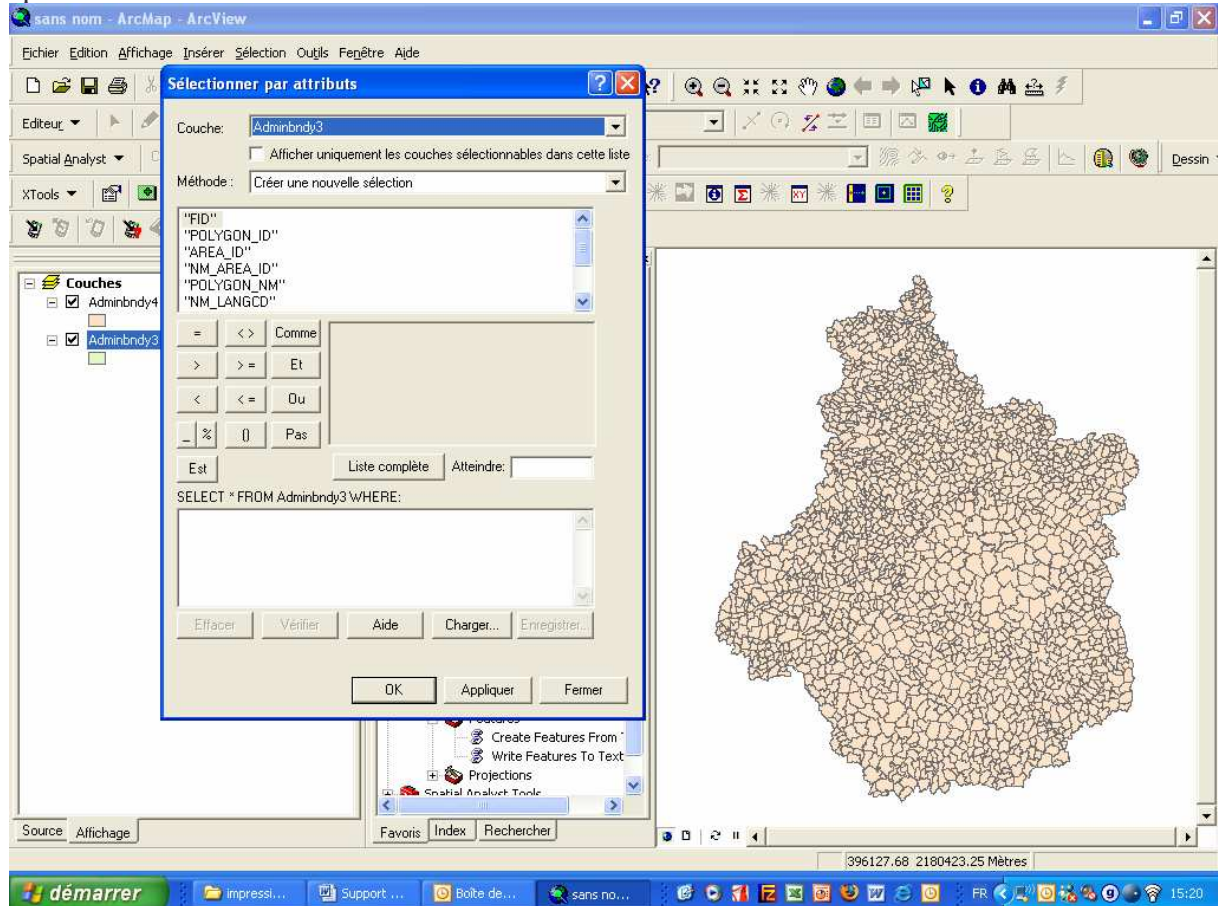 sans nom - ArcMap - ArcView
Fichier Edition Affichage Insérer Sélection Outils Fenêtre Aide
Editeur
Spatial Analyst
Dessin
XTools
Sélectionner par attributs
Couche: Adminbndy3
Afficher uniquement les couches sélectionnables dans cette liste
Méthode : Créer une nouvelle sélection
"FID"
"POLYGON_ID"
"AREA_ID"
"NM_AREA_ID"
"POLYGON_NM"
"NM_LANGCD"
= <> Comme
> >= Et
< <= Ou
_ % () Pas
Est
Liste complète Atteindre:
SELECT * FROM Adminbndy3 WHERE:
Effacer Vérifier Aide Charger... Enregistrer...
OK Appliquer Fermer
Couches
Adminbndy4
Adminbndy3
Features
Create Features From
Write Features To Text
Projections
Spatial Analyst Tools
Source Affichage
Favoris Index Rechercher
396127.68 2180423.25 Mètres
démarrer
impressi...
Support ...
Boîte de...
sans no...
FR
15:20